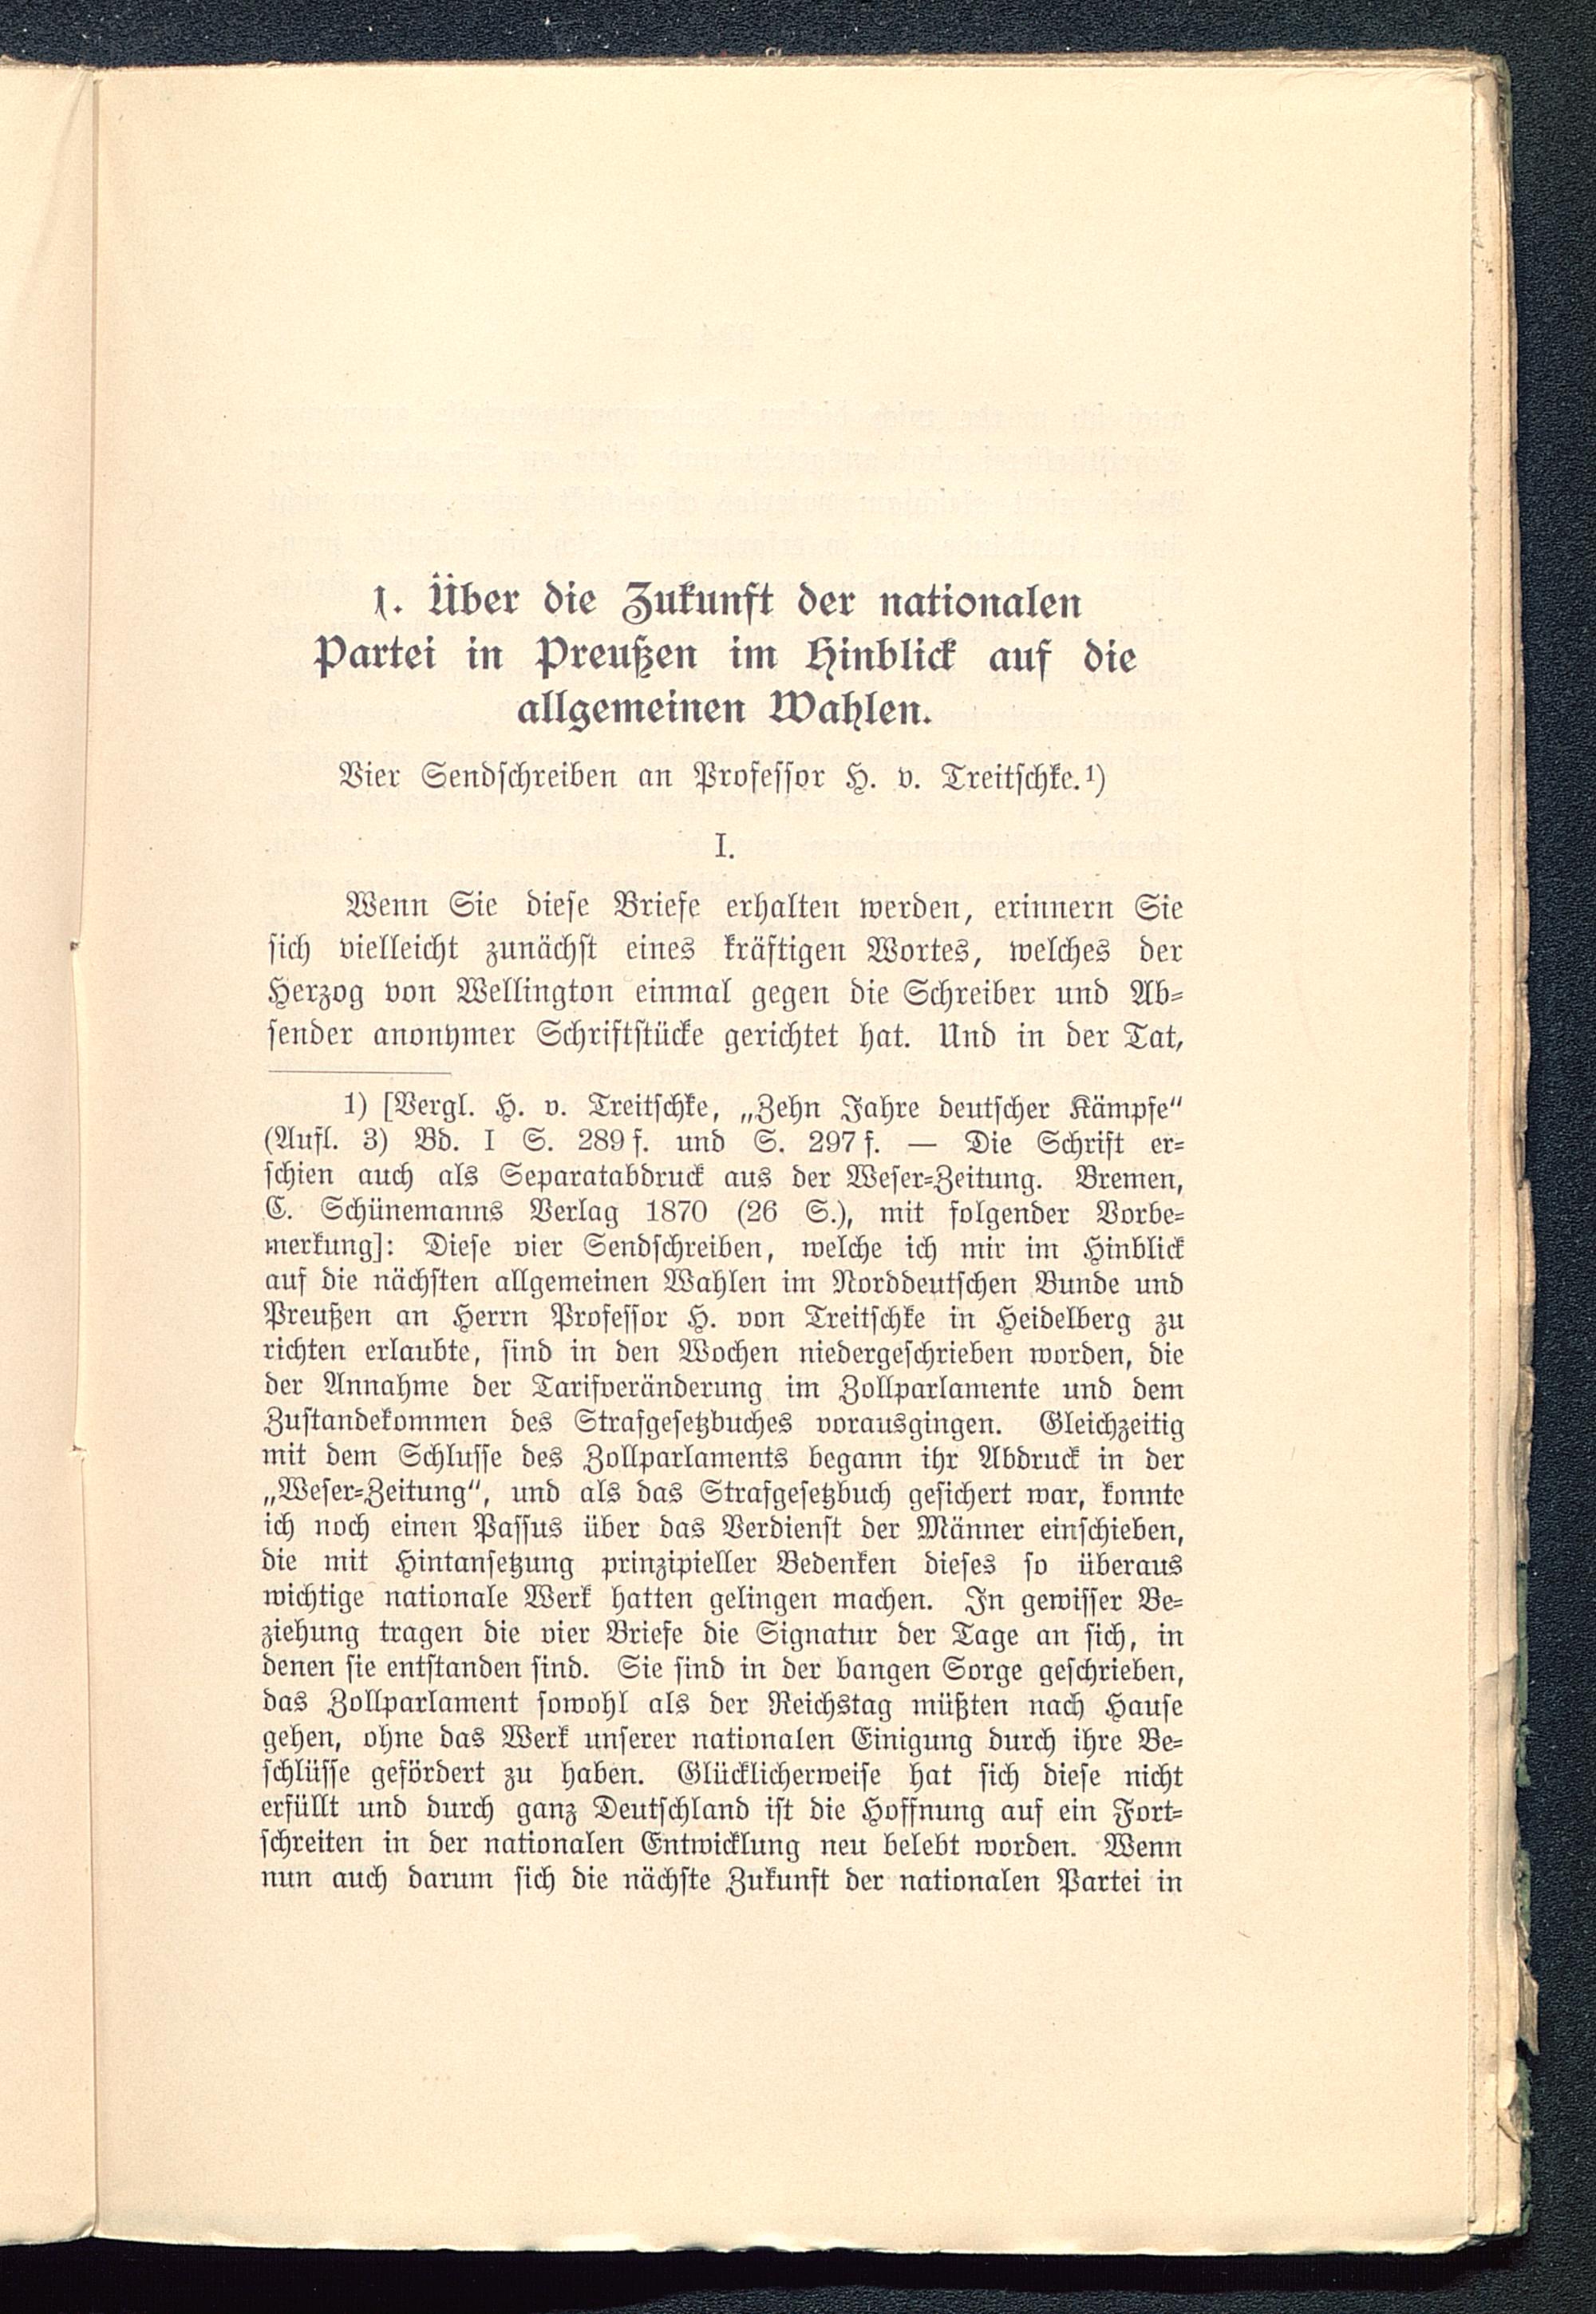 1. Über die Zukunft der nationalen
Partei in Preußen im Hinblick auf die
allgemeinen Wahlen.
Vier Sendschreiben an Professor H. v. Treitschke.¹)
I.
Wenn Sie diese Briefe erhalten werden, erinnern Sie
sich vielleicht zunächst eines kräftigen Wortes, welches der
Herzog von Wellington einmal gegen die Schreiber und Ab-
sender anonymer Schriftstücke gerichtet hat. Und in der Tat,
1) [Vergl. H. v. Treitschke, „Zehn Jahre deutscher Kämpfe“
(Aufl. 3) Bd. I S. 289 f. und S. 297 f. — Die Schrift er-
schien auch als Separatabdruck aus der Weser-Zeitung. Bremen,
C. Schünemanns Verlag 1870 (26 S.), mit folgender Vorbe-
merkung]: Diese vier Sendschreiben, welche ich mir im Hinblick
auf die nächsten allgemeinen Wahlen im Norddeutschen Bunde und
Preußen an Herrn Professor H. von Treitschke in Heidelberg zu
richten erlaubte, sind in den Wochen niedergeschrieben worden, die
der Annahme der Tarifveränderung im Zollparlamente und dem
Zustandekommen des Strafgesetzbuches vorausgingen. Gleichzeitig
mit dem Schlusse des Zollparlaments begann ihr Abdruck in der
„Weser-Zeitung“, und als das Strafgesetzbuch gesichert war, konnte
ich noch einen Passus über das Verdienst der Männer einschieben,
die mit Hintansetzung prinzipieller Bedenken dieses so überaus
wichtige nationale Werk hatten gelingen machen. In gewisser Be-
ziehung tragen die vier Briefe die Signatur der Tage an sich, in
denen sie entstanden sind. Sie sind in der bangen Sorge geschrieben,
das Zollparlament sowohl als der Reichstag müßten nach Hause
gehen, ohne das Werk unserer nationalen Einigung durch ihre Be-
schlüsse gefördert zu haben. Glücklicherweise hat sich diese nicht
erfüllt und durch ganz Deutschland ist die Hoffnung auf ein Fort-
schreiten in der nationalen Entwicklung neu belebt worden. Wenn
nun auch darum sich die nächste Zukunft der nationalen Partei in